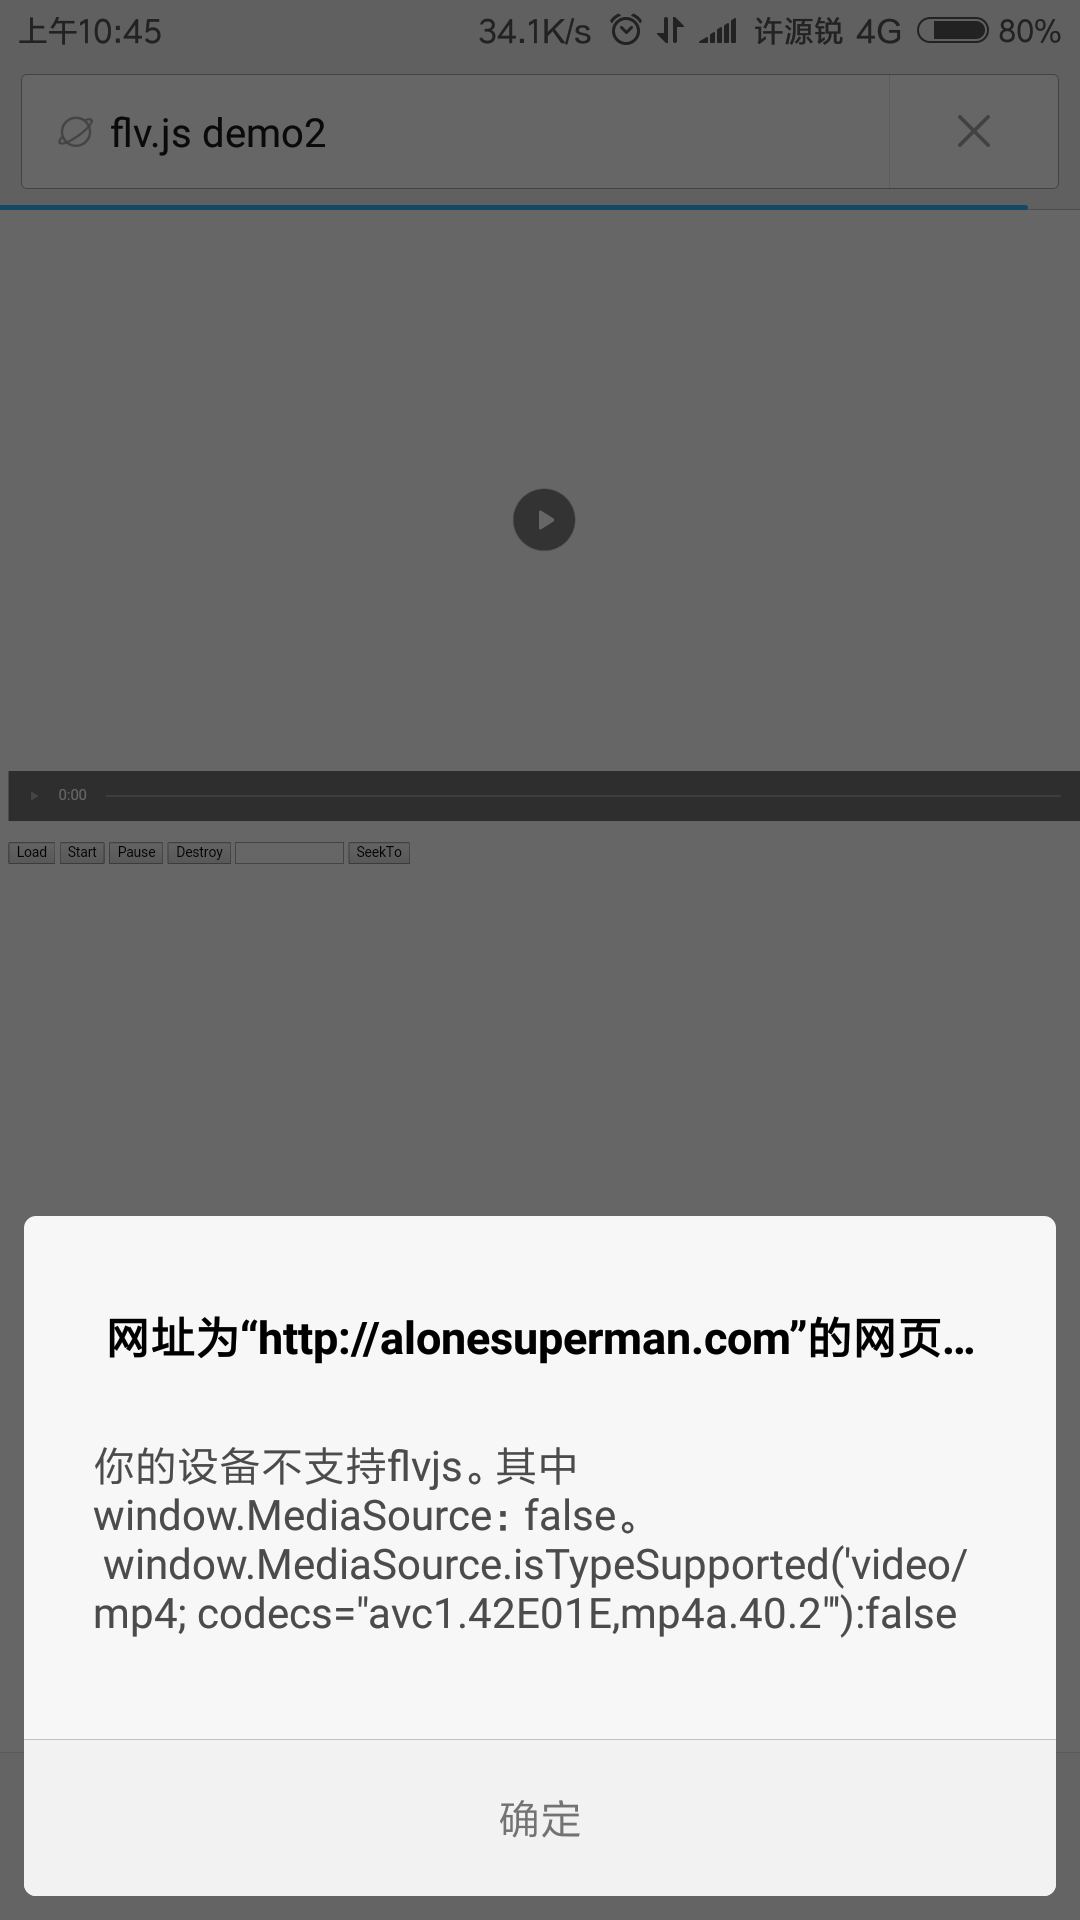 上午10:45 34.1K/s 许源锐 4G 80%
flv.js demo2
0:00
Load Start Pause Destroy SeekTo
网址为“http://alonesuperman.com”的网页...
你的设备不支持flvjs。其中
window.MediaSource：false。
window.MediaSource.isTypeSupported('video/
mp4; codecs="avc1.42E01E,mp4a.40.2"'):false
确定